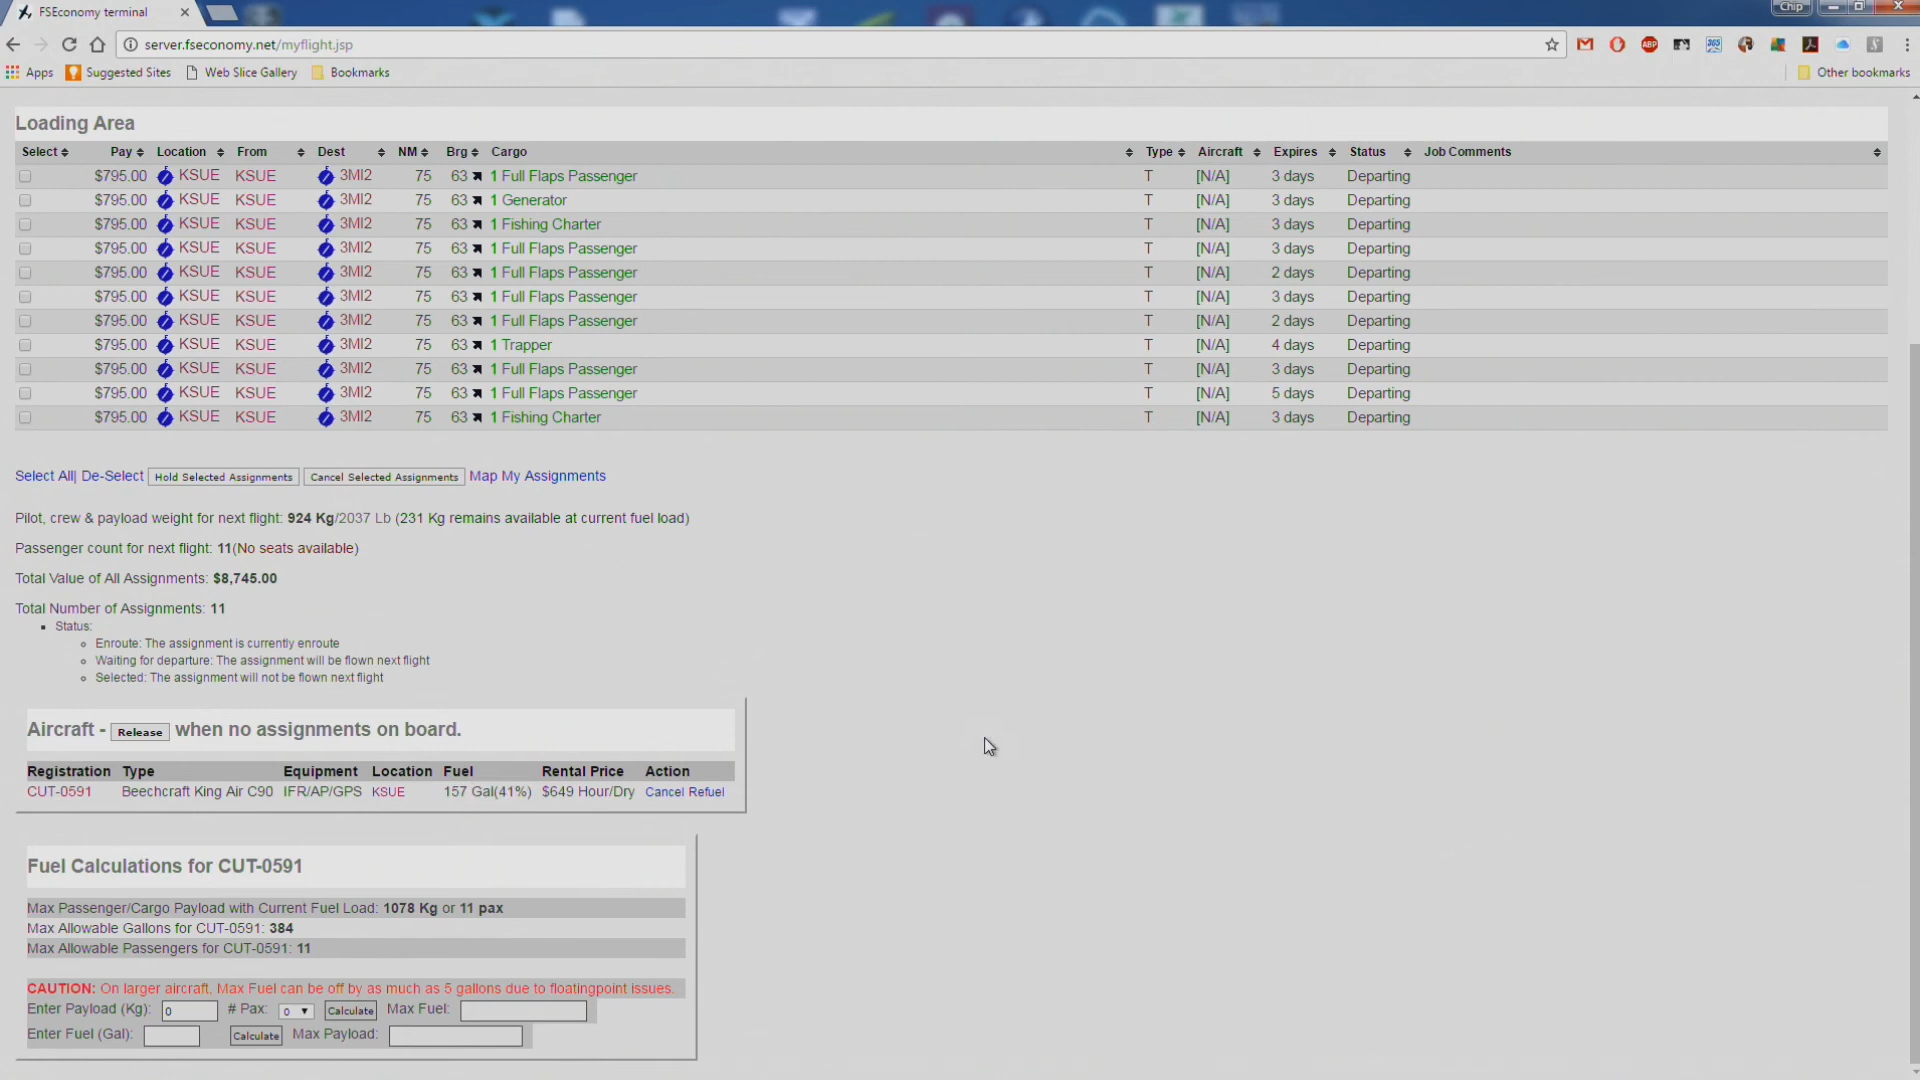 FSEconomy terminal
Chip
server.fseconomy.net/myflight.jsp
Apps Suggested Sites Web Slice Gallery Bookmarks Other bookmarks
Loading Area
Select Pay Location From Dest NM Brg Cargo Type Aircraft Expires Status Job Comments
$795.00 KSUE KSUE 3MI2 75 63 1 Full Flaps Passenger T [N/A] 3 days Departing
$795.00 KSUE KSUE 3MI2 75 63 1 Generator T [N/A] 3 days Departing
$795.00 KSUE KSUE 3MI2 75 63 1 Fishing Charter T [N/A] 3 days Departing
$795.00 KSUE KSUE 3MI2 75 63 1 Full Flaps Passenger T [N/A] 3 days Departing
$795.00 KSUE KSUE 3MI2 75 63 1 Full Flaps Passenger T [N/A] 2 days Departing
$795.00 KSUE KSUE 3MI2 75 63 1 Full Flaps Passenger T [N/A] 3 days Departing
$795.00 KSUE KSUE 3MI2 75 63 1 Full Flaps Passenger T [N/A] 2 days Departing
$795.00 KSUE KSUE 3MI2 75 63 1 Trapper T [N/A] 4 days Departing
$795.00 KSUE KSUE 3MI2 75 63 1 Full Flaps Passenger T [N/A] 3 days Departing
$795.00 KSUE KSUE 3MI2 75 63 1 Full Flaps Passenger T [N/A] 5 days Departing
$795.00 KSUE KSUE 3MI2 75 63 1 Fishing Charter T [N/A] 3 days Departing
Select All| De-Select Hold Selected Assignments Cancel Selected Assignments Map My Assignments
Pilot, crew & payload weight for next flight: 924 Kg/2037 Lb (231 Kg remains available at current fuel load)
Passenger count for next flight: 11(No seats available)
Total Value of All Assignments: $8,745.00
Total Number of Assignments: 11
Status:
Enroute: The assignment is currently enroute
Waiting for departure: The assignment will be flown next flight
Selected: The assignment will not be flown next flight
Aircraft - Release when no assignments on board.
Registration Type Equipment Location Fuel Rental Price Action
CUT-0591 Beechcraft King Air C90 IFR/AP/GPS KSUE 157 Gal(41%) $649 Hour/Dry Cancel Refuel
Fuel Calculations for CUT-0591
Max Passenger/Cargo Payload with Current Fuel Load: 1078 Kg or 11 pax
Max Allowable Gallons for CUT-0591: 384
Max Allowable Passengers for CUT-0591: 11
CAUTION: On larger aircraft, Max Fuel can be off by as much as 5 gallons due to floatingpoint issues.
Enter Payload (Kg): 0 # Pax: 0 Calculate Max Fuel:
Enter Fuel (Gal): Calculate Max Payload: